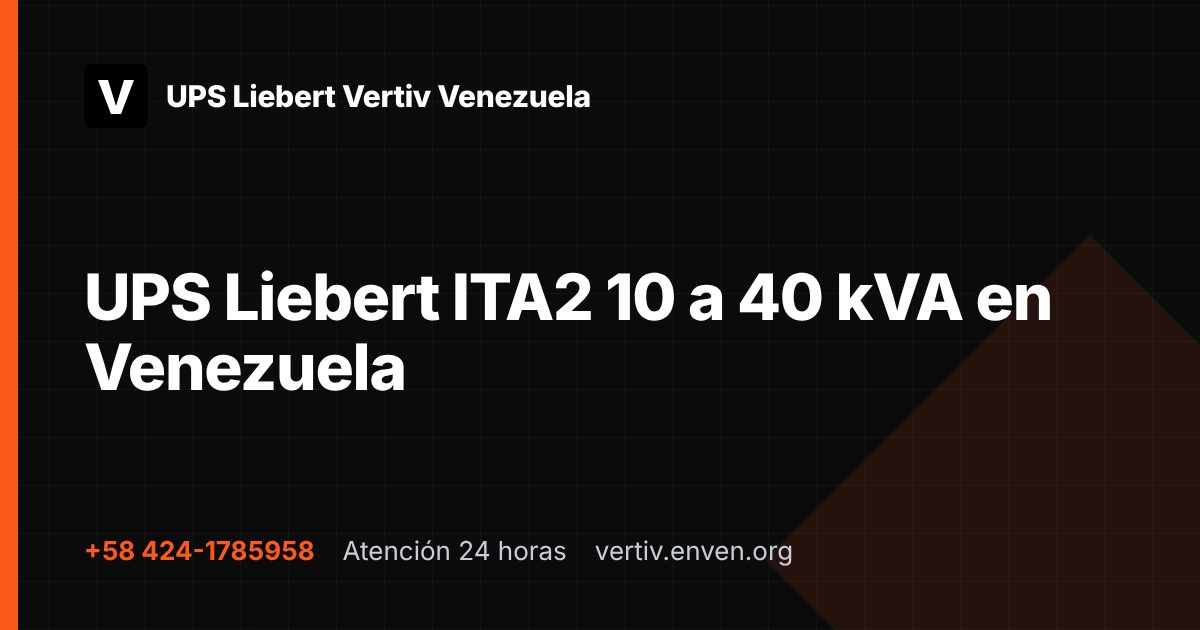 V
UPS Liebert Vertiv Venezuela
UPS Liebert ITA2 10 a 40 kVA en
Venezuela
+58 424-1785958 Atención 24 horas vertiv.enven.org